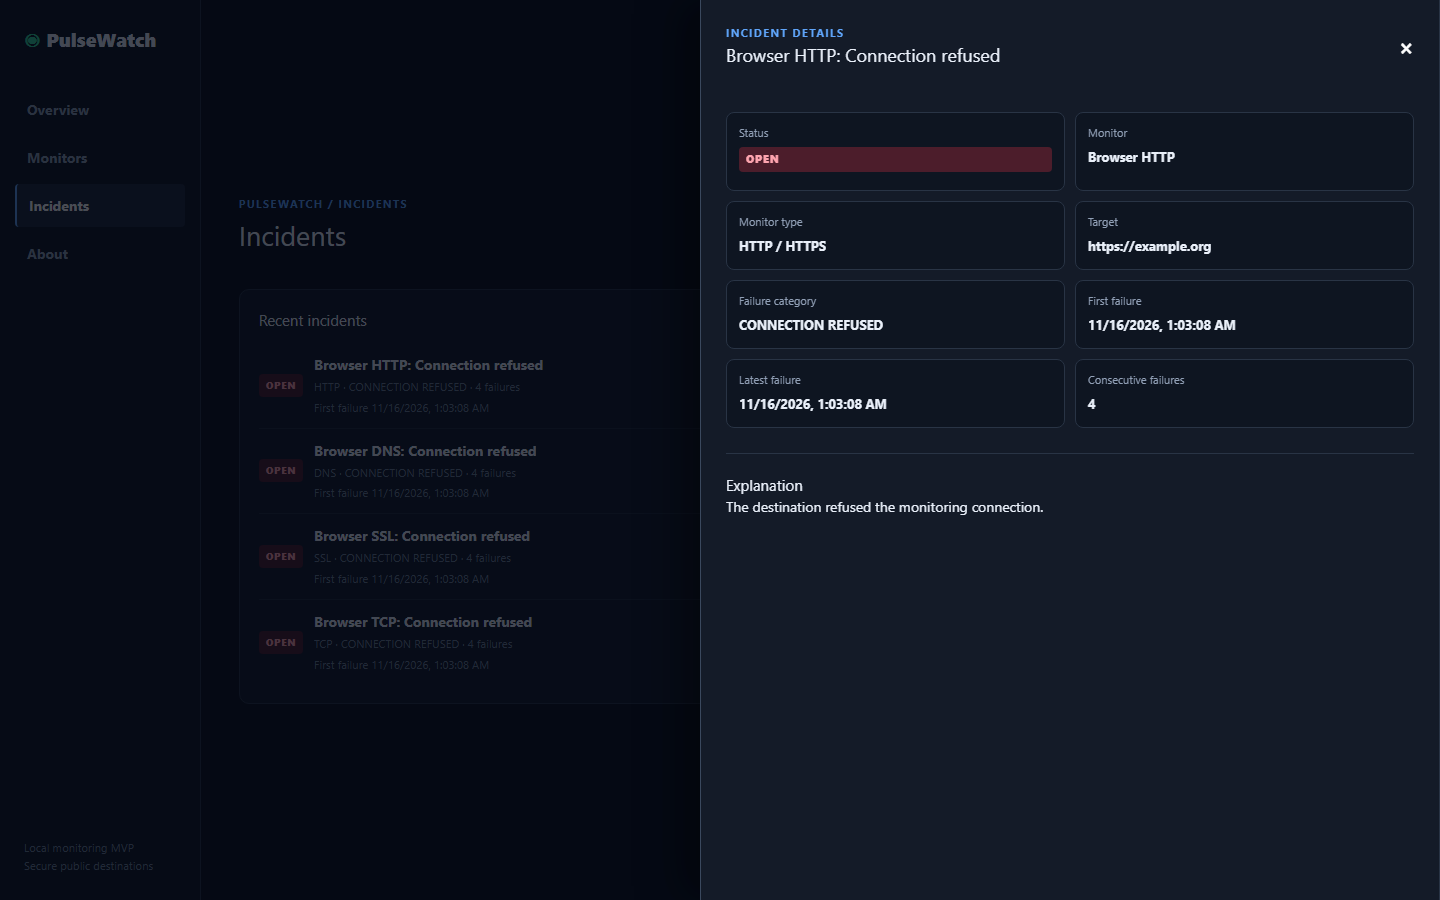 PulseWatch
Overview
Monitors
Incidents
About
Local monitoring MVP
Secure public destinations
PULSEWATCH / INCIDENTS
Incidents
Recent incidents
OPEN
Browser HTTP: Connection refused
HTTP · CONNECTION REFUSED · 4 failures
First failure 11/16/2026, 1:03:08 AM
OPEN
Browser DNS: Connection refused
DNS · CONNECTION REFUSED · 4 failures
First failure 11/16/2026, 1:03:08 AM
OPEN
Browser SSL: Connection refused
SSL · CONNECTION REFUSED · 4 failures
First failure 11/16/2026, 1:03:08 AM
OPEN
Browser TCP: Connection refused
TCP · CONNECTION REFUSED · 4 failures
First failure 11/16/2026, 1:03:08 AM
INCIDENT DETAILS
Browser HTTP: Connection refused
×
Status
OPEN
Monitor
Browser HTTP
Monitor type
HTTP / HTTPS
Target
https://example.org
Failure category
CONNECTION REFUSED
First failure
11/16/2026, 1:03:08 AM
Latest failure
11/16/2026, 1:03:08 AM
Consecutive failures
4
Explanation
The destination refused the monitoring connection.